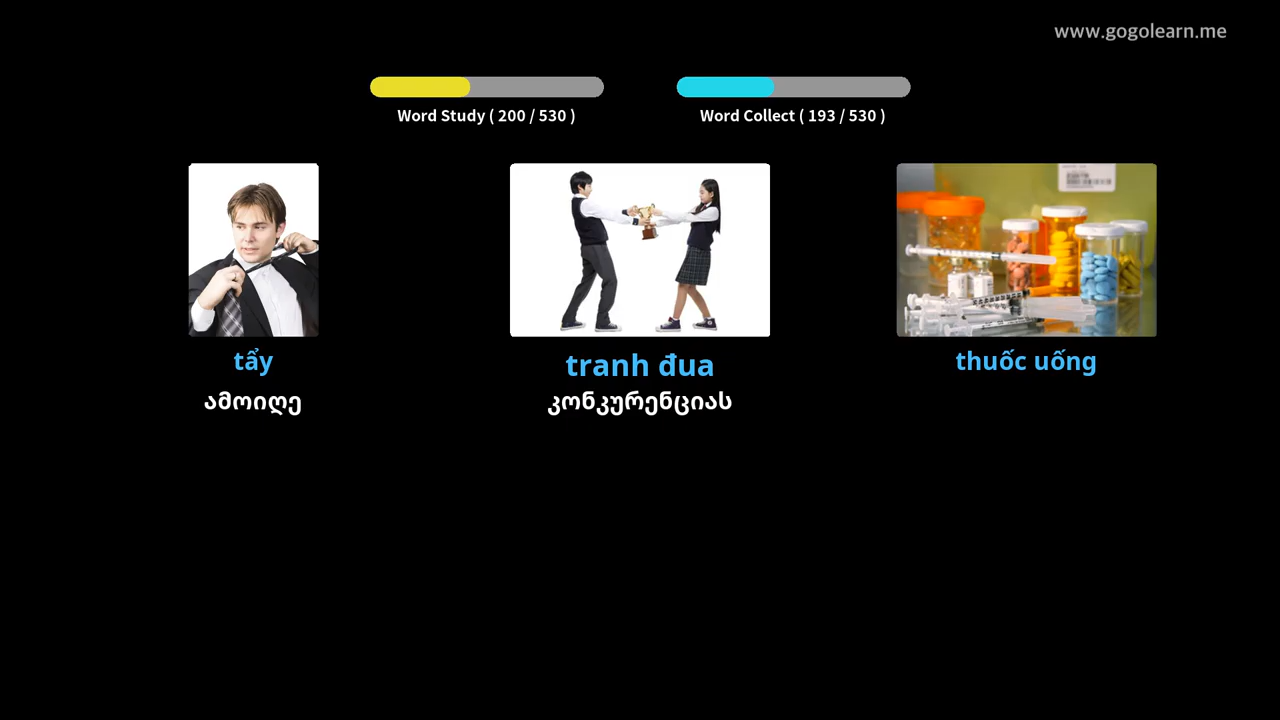 www.gogolearn.me
Word Study ( 200 / 530 )
Word Collect ( 193 / 530 )
tẩy
ამოიღე
tranh đua
კონკურენციას
thuốc uống